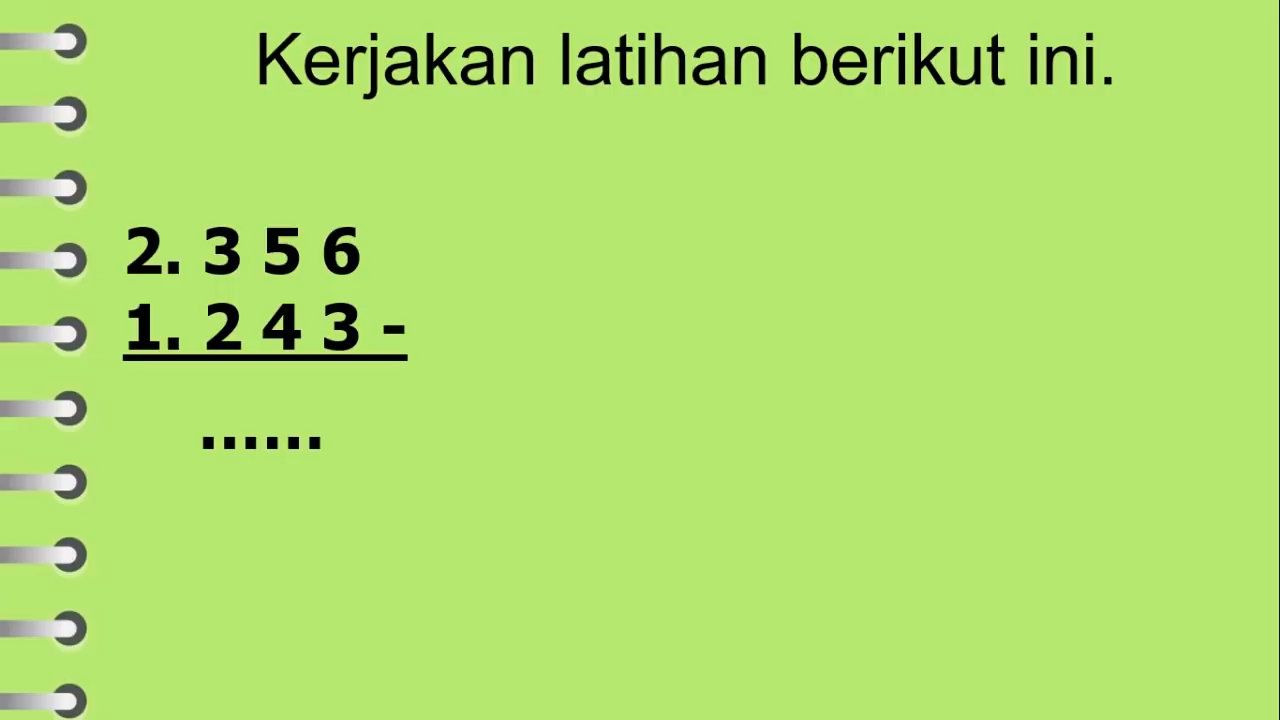 Kerjakan latihan berikut ini.
2. 3 5 6
1. 2 4 3 -
......